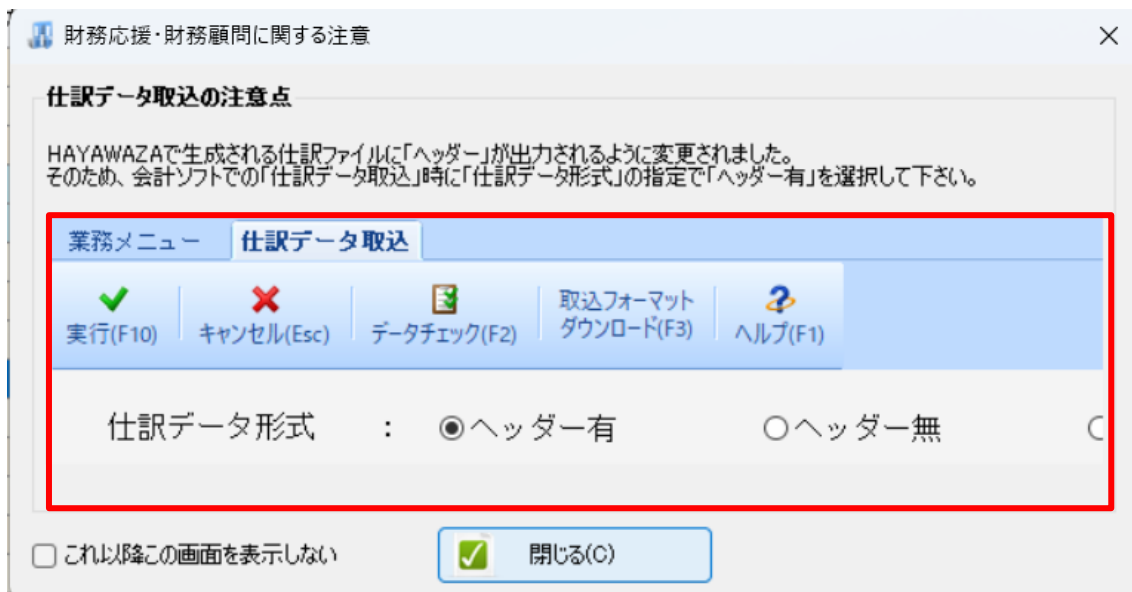 財務応援・財務顧問に関する注意
仕訳データ取込の注意点
HAYAWAZAで生成される仕訳ファイルに「ヘッダー」が出力されるように変更されました。
そのため、会計ソフトでの「仕訳データ取込」時に「仕訳データ形式」の指定で「ヘッダー有」を選択して下さい。
業務メニュー 仕訳データ取込
実行(F10) キャンセル(Esc) データチェック(F2) 取込フォーマット
ダウンロード(F3) ヘルプ(F1)
仕訳データ形式 : ヘッダー有 ヘッダー無
これ以降この画面を表示しない 閉じる(C)